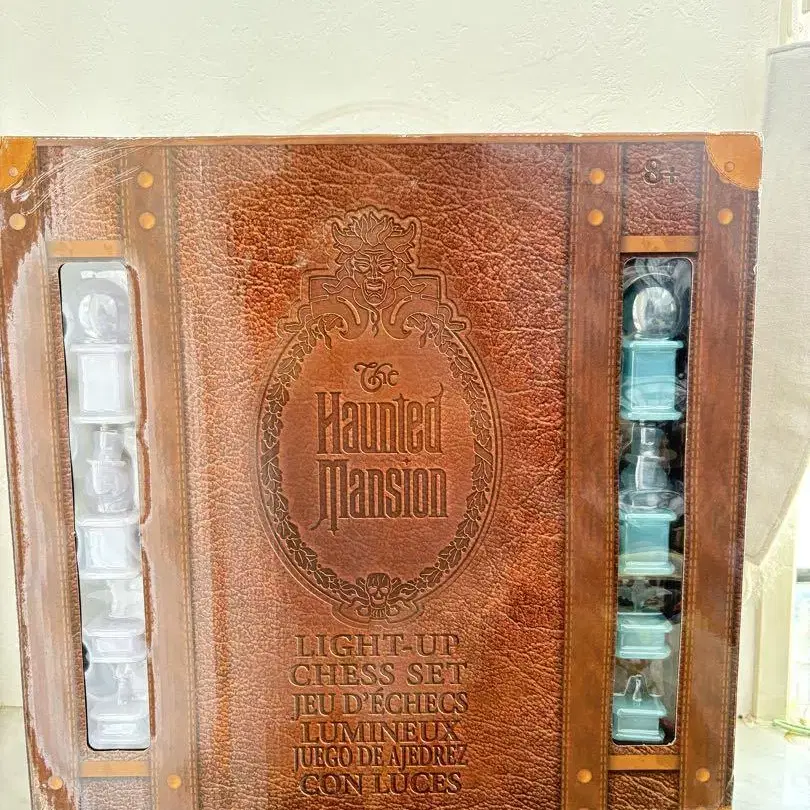 8+
The
Haunted
Mansion
LIGHT-UP
CHESS SET
JEU D'ÉCHECS
LUMINEUX
JUEGO DE AJEDREZ
CON LUCES